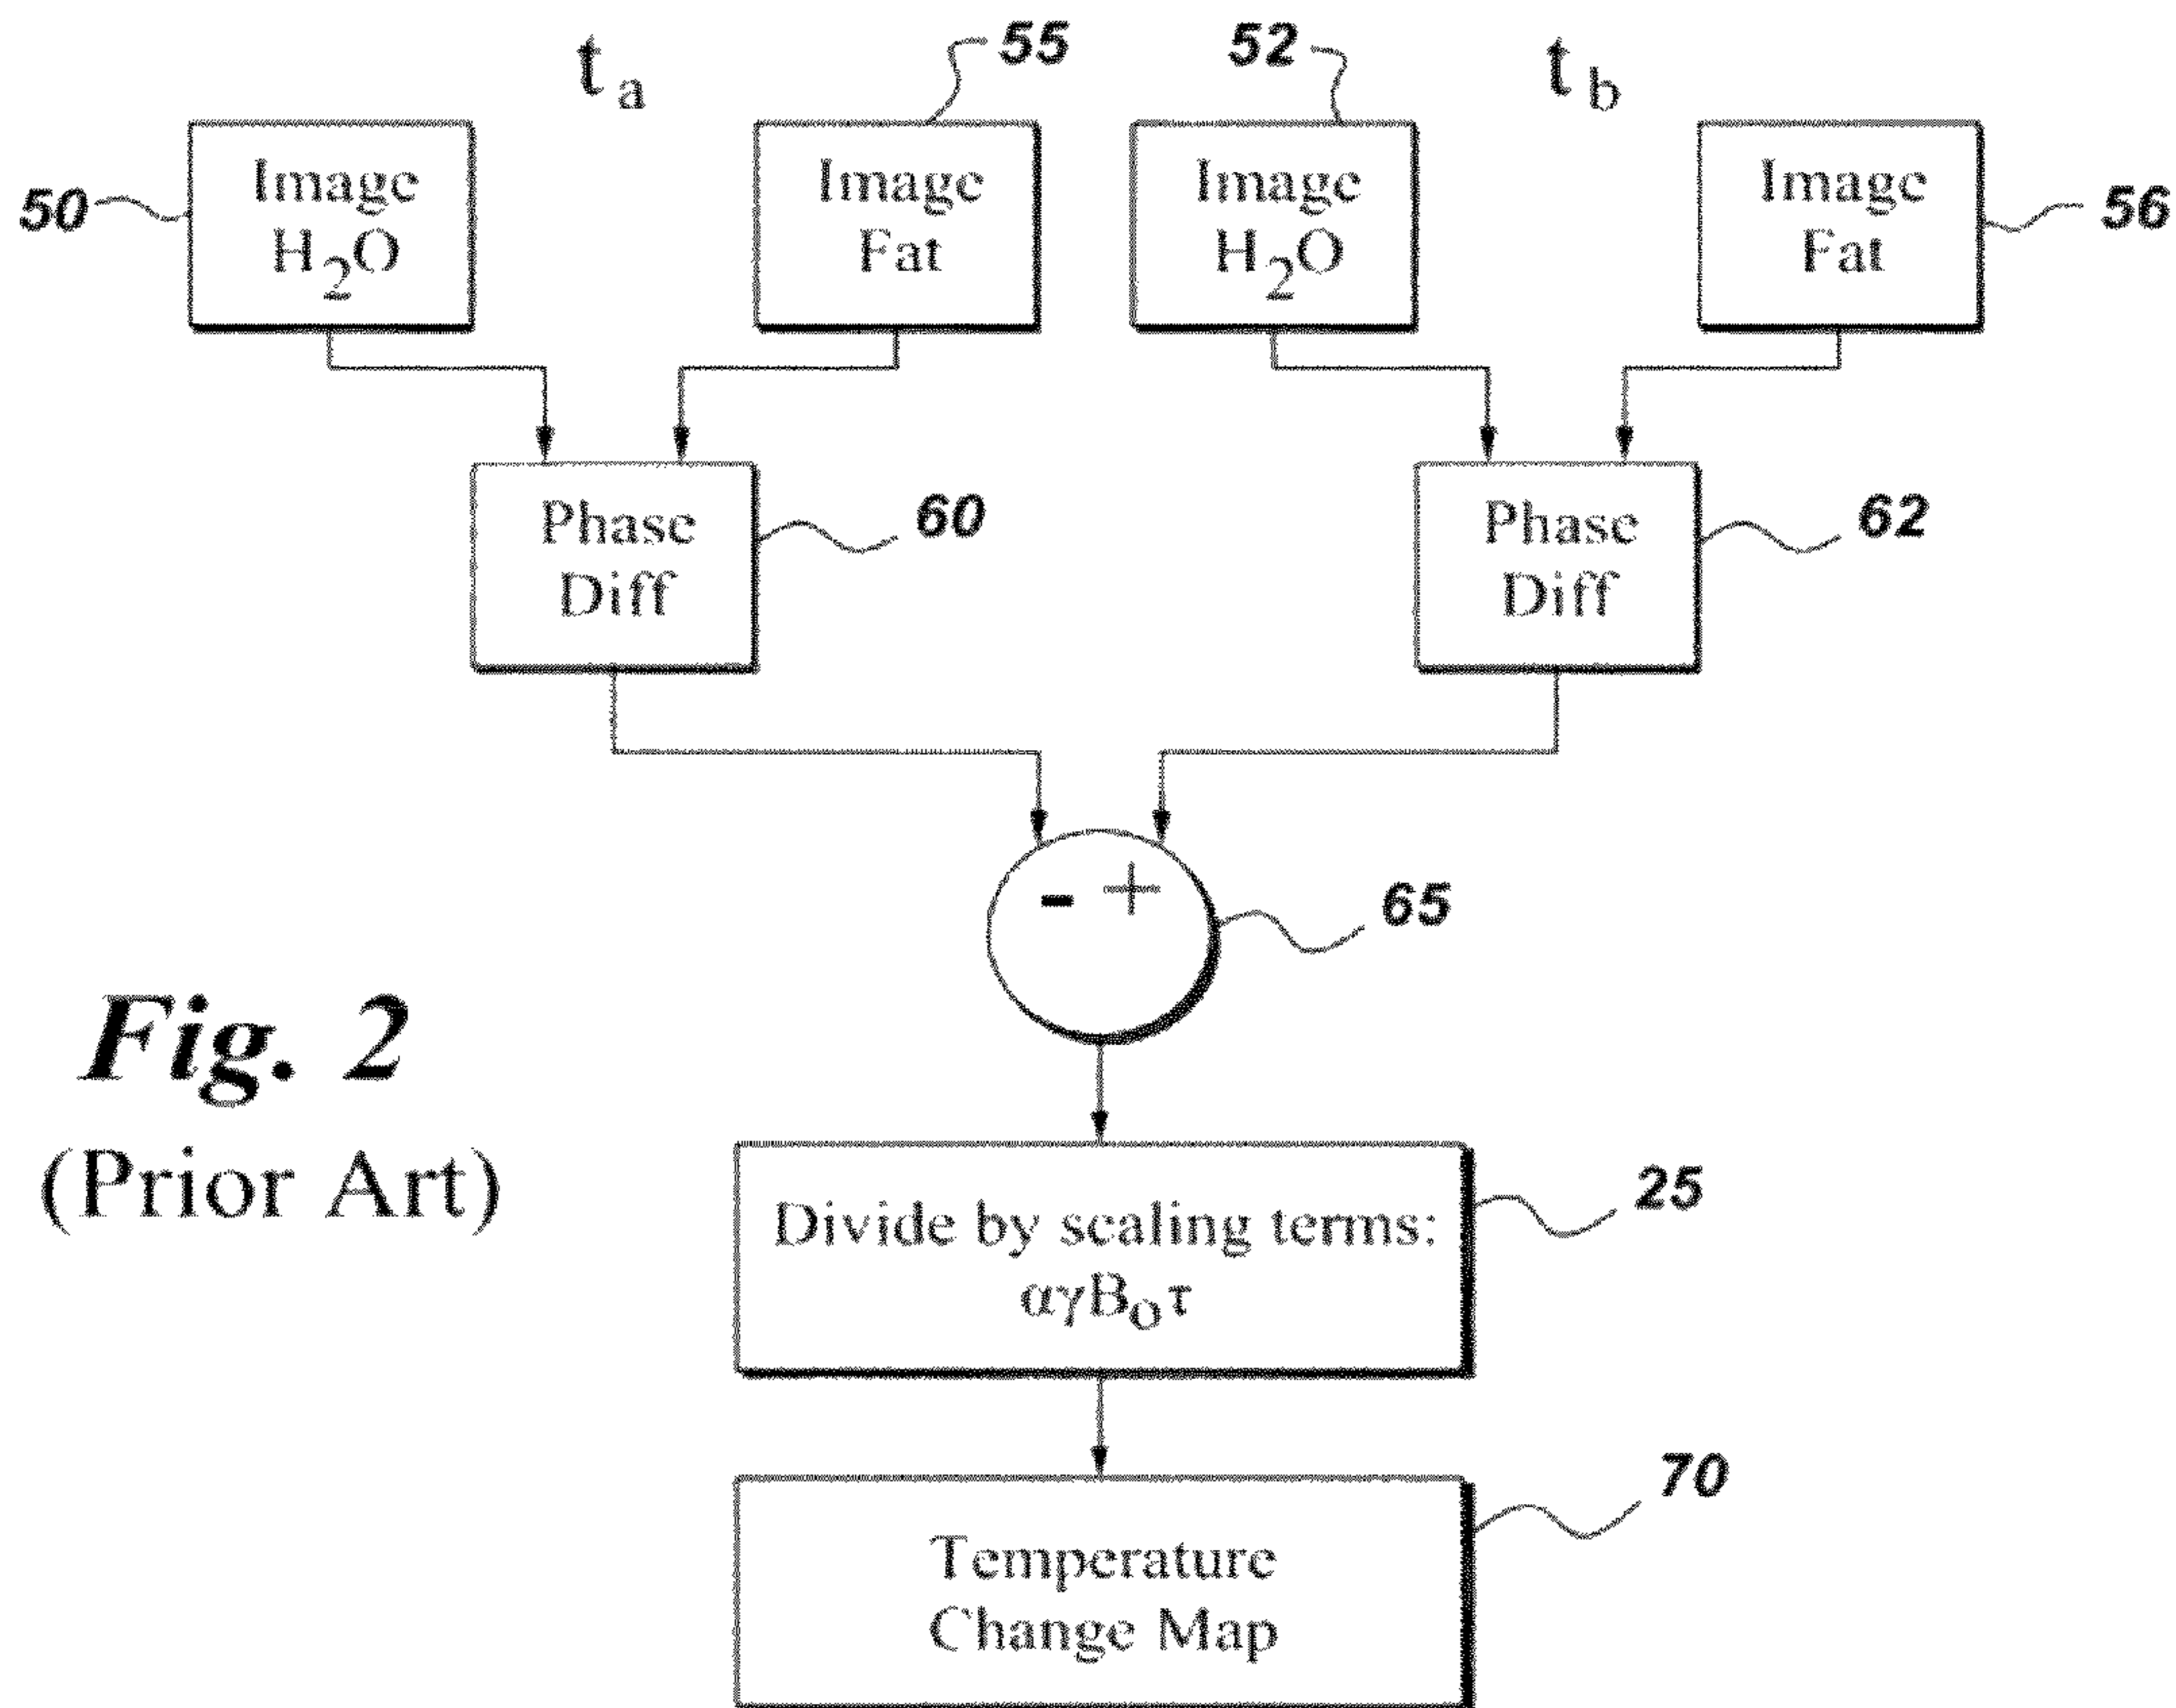 t a
55
52
t b
50
Image
H2O
Image
Fat
Image
H2O
Image
Fat
56
Phase
Diff
60
Phase
Diff
62
- +
65
Fig. 2
(Prior Art)
Divide by scaling terms:
αγBoτ
25
Temperature
Change Map
70